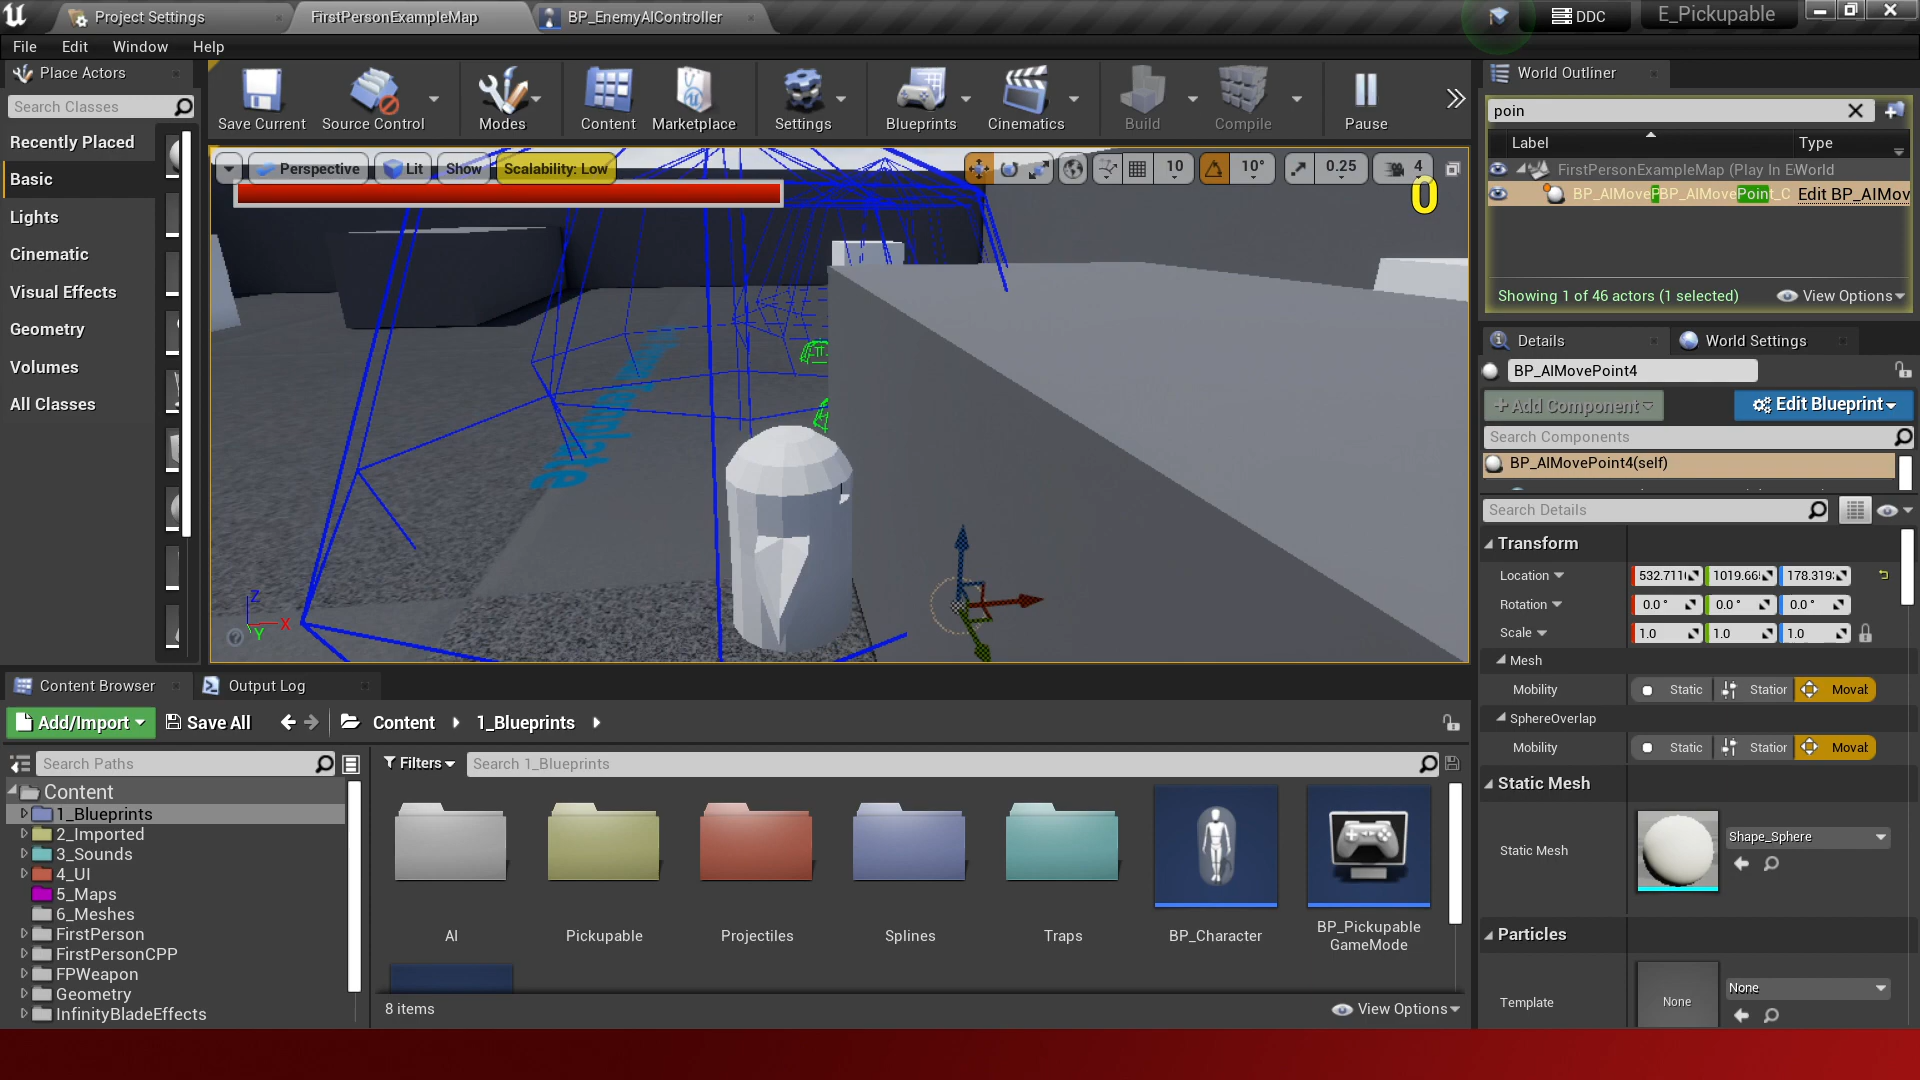 Project Settings
FirstPersonExampleMap
BP_EnemyAIController
DDC
E_Pickupable
File
Edit
Window
Help
Place Actors
Search Classes
Recently Placed
Basic
Lights
Cinematic
Visual Effects
Geometry
Volumes
All Classes
Save Current
Source Control
Modes
Content
Marketplace
Settings
Blueprints
Cinematics
Build
Compile
Pause
Perspective
Lit
Show
Scalability: Low
10
10°
0.25
4
0
Z
X
Y
World Outliner
poin
Label
Type
FirstPersonExampleMap (Play In E
World
BP_AIMoveP
BP_AIMovePoint_C
Edit BP_AIMov
Showing 1 of 46 actors (1 selected)
View Options
Details
World Settings
BP_AIMovePoint4
+Add Component
Edit Blueprint
Search Components
BP_AIMovePoint4(self)
Search Details
Transform
Location
532.711
1019.66
178.319
Rotation
0.0 °
0.0 °
0.0 °
Scale
1.0
1.0
1.0
Mesh
Mobility
Static
Station
Moval
SphereOverlap
Mobility
Static
Station
Moval
Static Mesh
Static Mesh
Shape_Sphere
Particles
Template
None
None
Content Browser
Output Log
Add/Import
Save All
Content
1_Blueprints
Search Paths
Filters
Search 1_Blueprints
Content
1_Blueprints
2_Imported
3_Sounds
4_UI
5_Maps
6_Meshes
FirstPerson
FirstPersonCPP
FPWeapon
Geometry
InfinityBladeEffects
AI
Pickupable
Projectiles
Splines
Traps
BP_Character
BP_Pickupable
GameMode
8 items
View Options